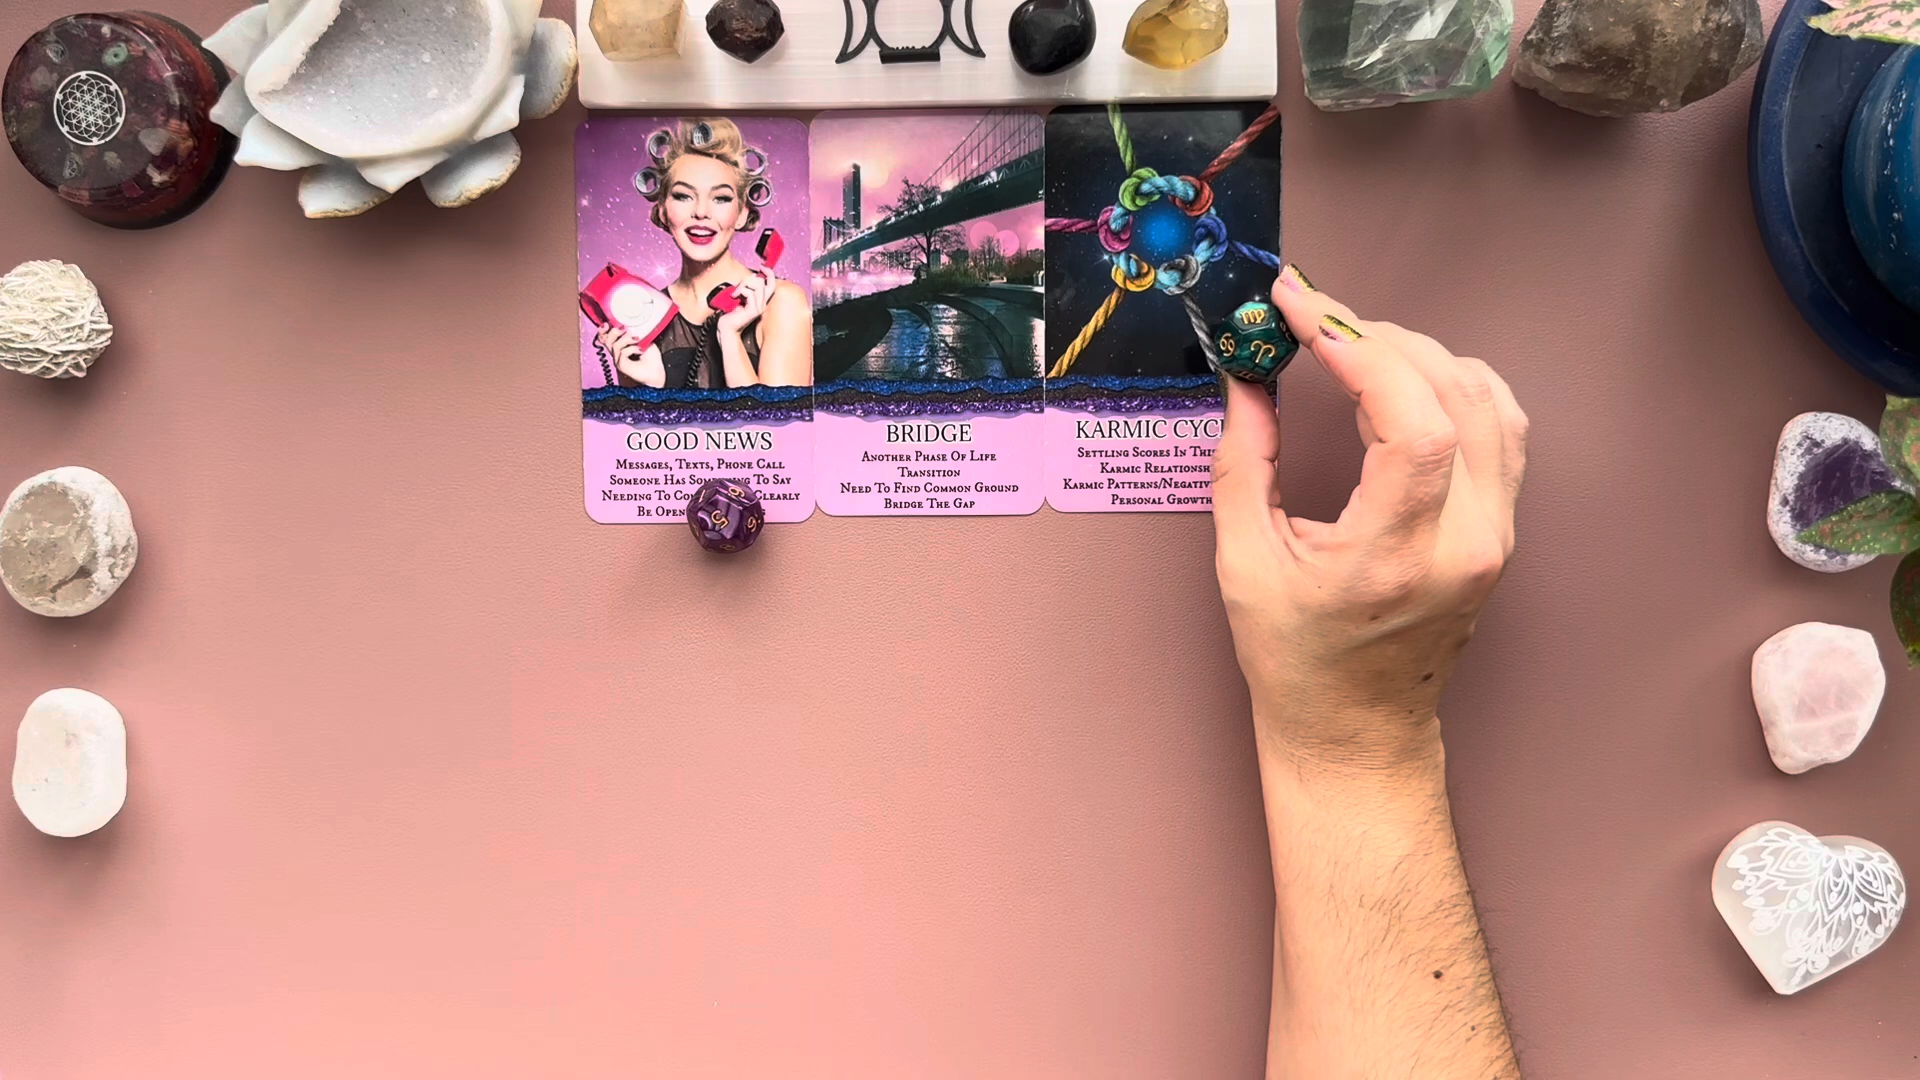 GOOD NEWS
Messages, Texts, Phone Call
Someone Has To Say
Needing To Clearly
Be Open
BRIDGE
Another Phase Of Life
Transition
Need To Find Common Ground
Bridge The Gap
KARMIC
Settling Scores In
Karmic
Karmic Patterns/
Personal Growth
5